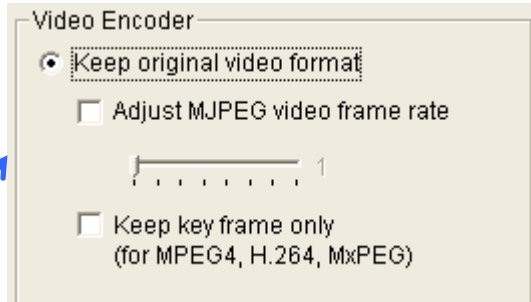 Video Encoder
Keep original video format
Adjust MJPEG video frame rate
1
Keep key frame only
(for MPEG4, H.264, MxPEG)